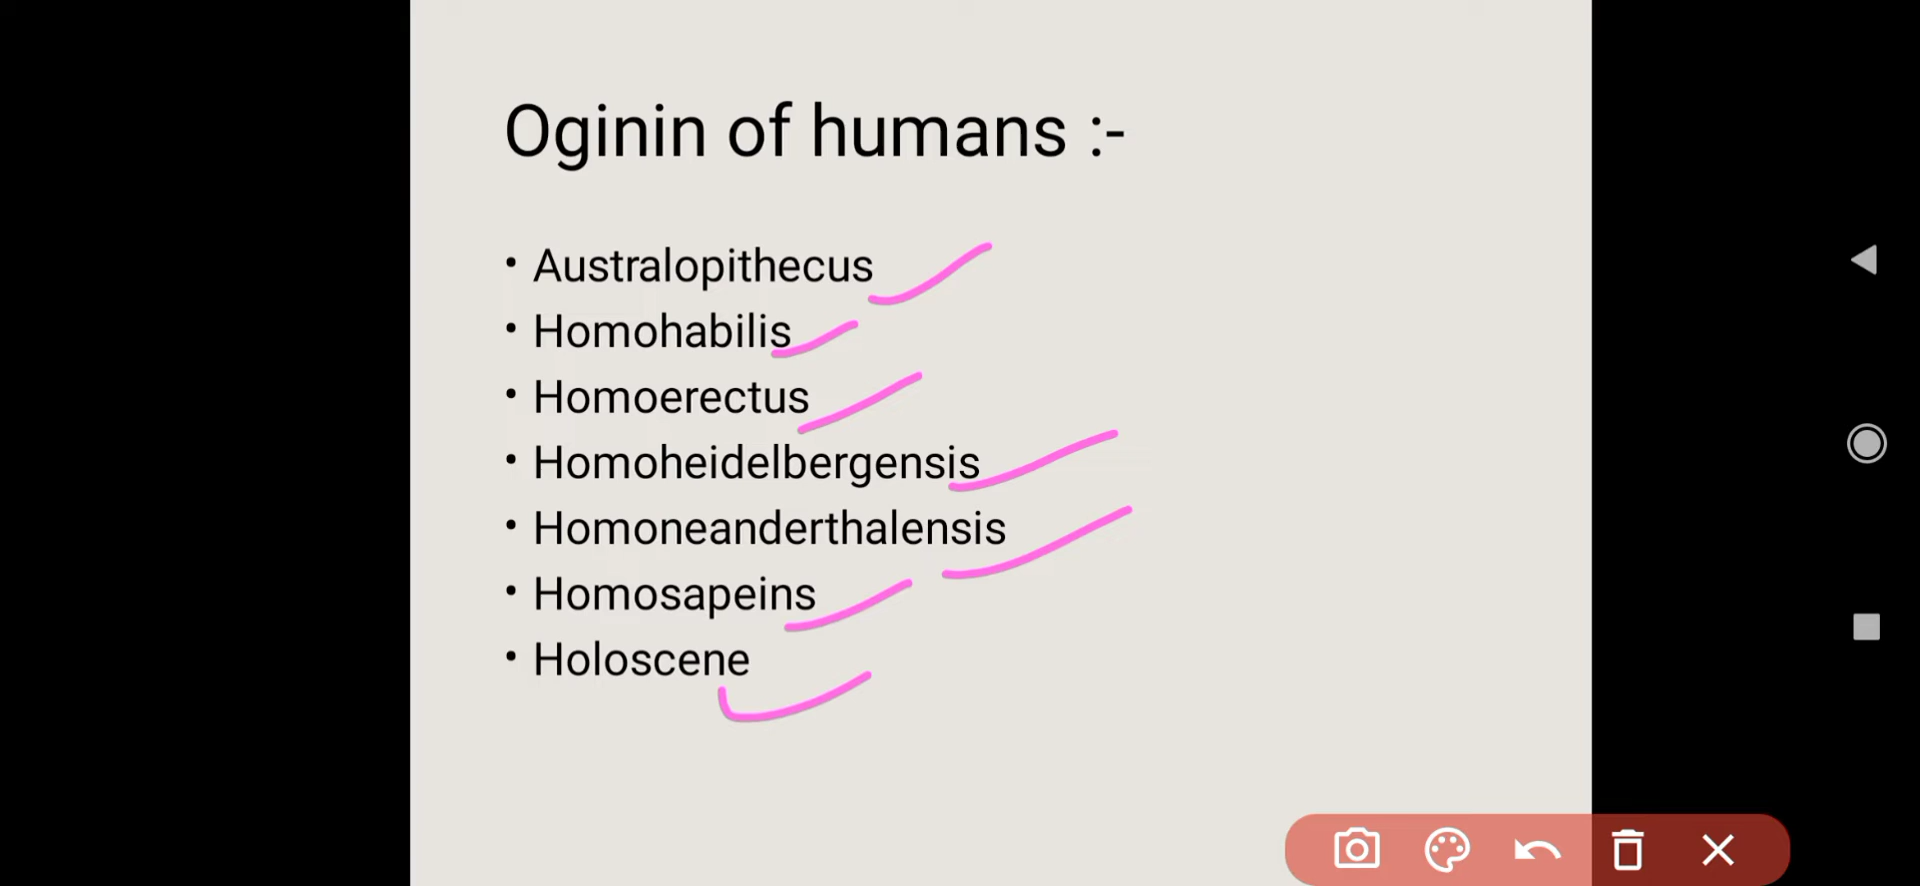 Oginin of humans :-
• Australopithecus
• Homohabilis
• Homoerectus
• Homoheidelbergensis
• Homoneanderthalensis
• Homosapeins
• Holoscene